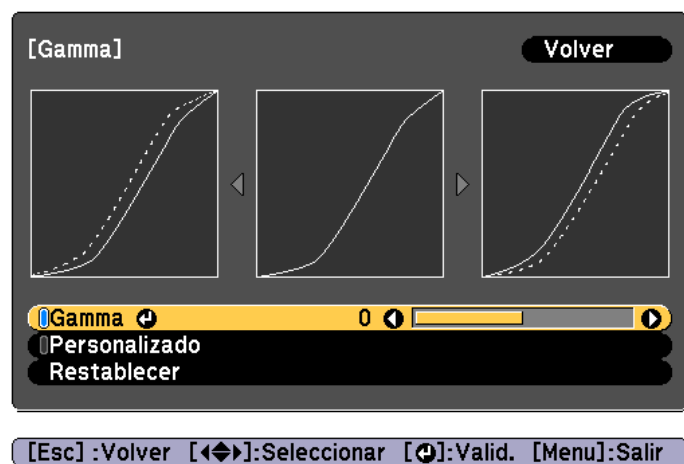 [Gamma] Volver
Gamma 0
Personalizado
Restablecer
[Esc] :Volver [◀◆▶]:Seleccionar [↵]:Valid. [Menu]:Salir